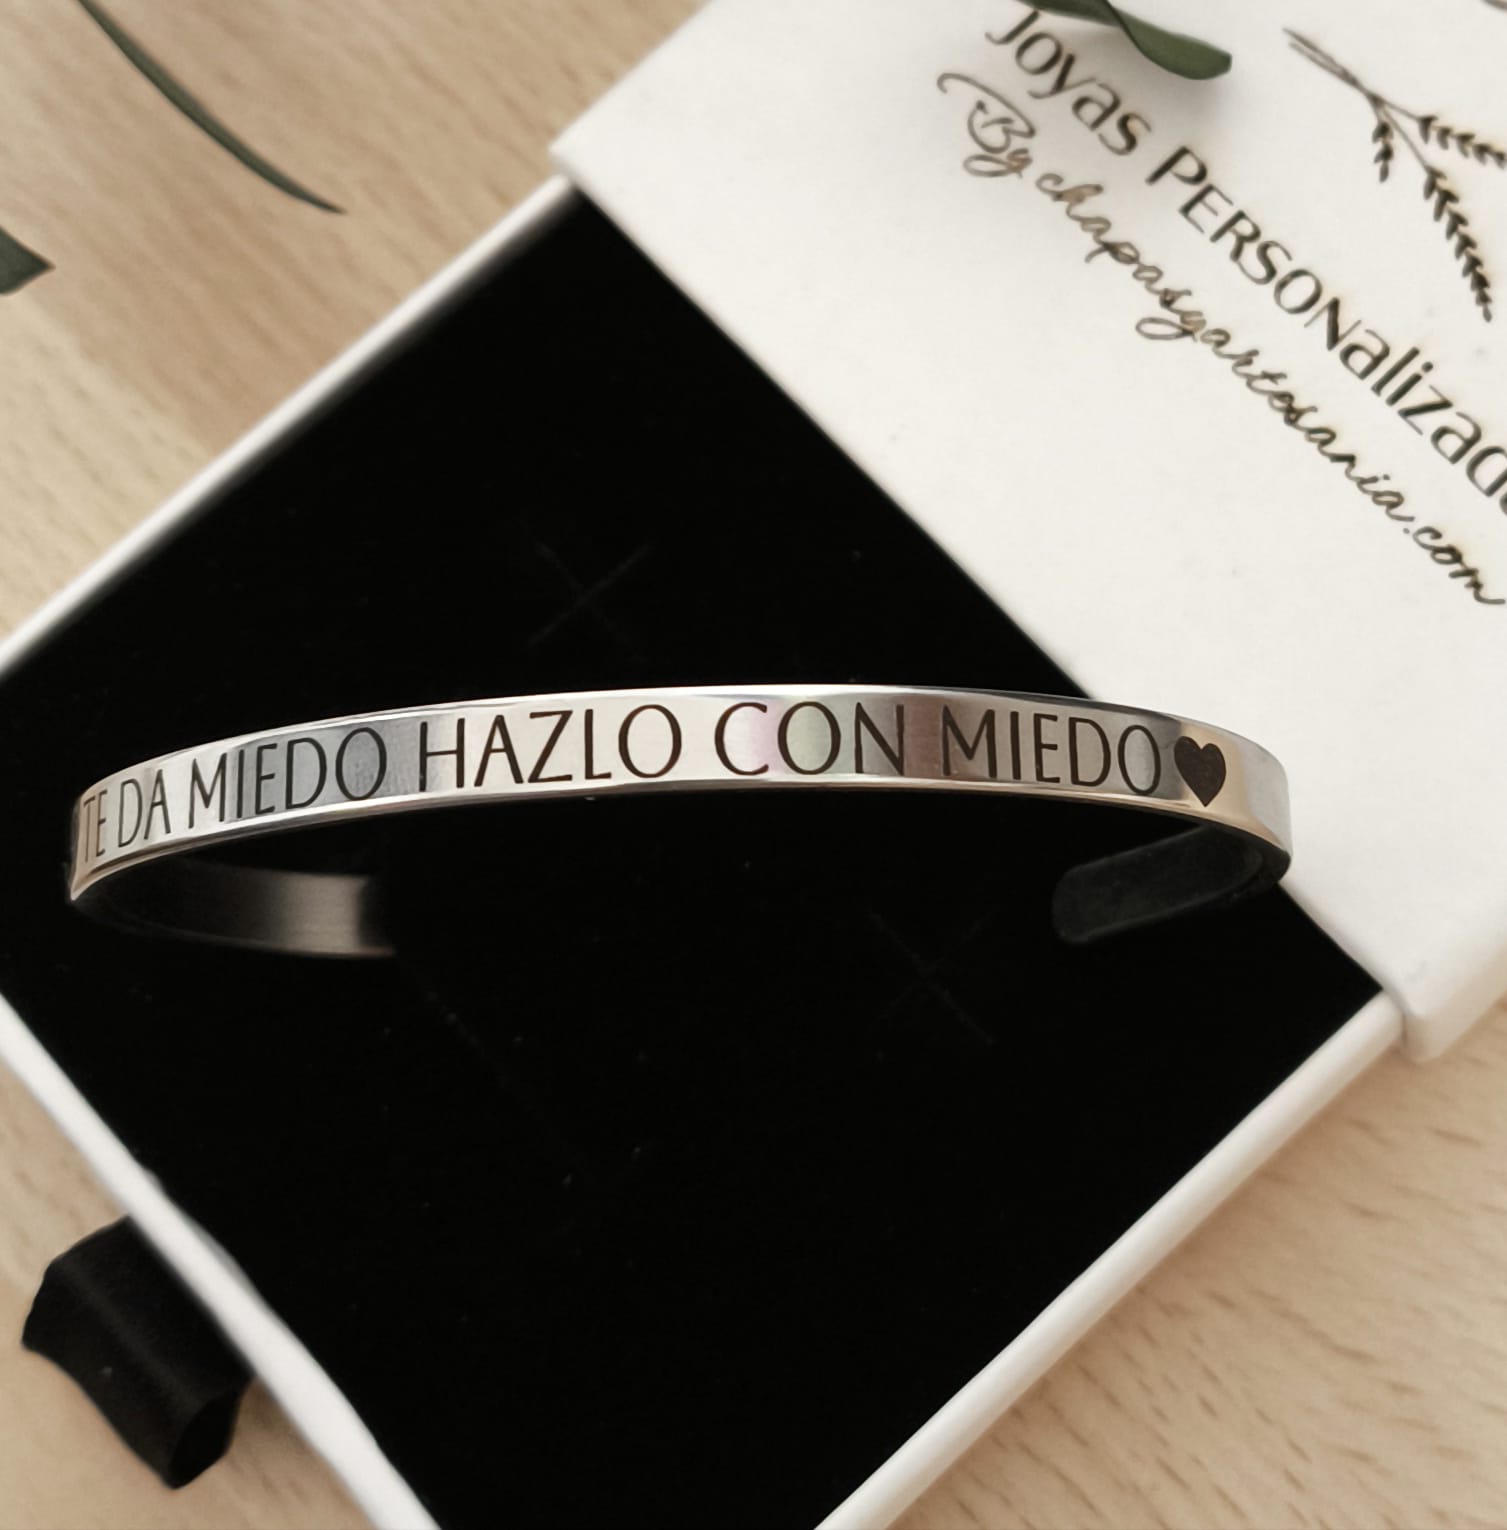 Joyas PERSONalizad
By chapasyartesania.com
TE DA MIEDO HAZLO CON MIEDO♥